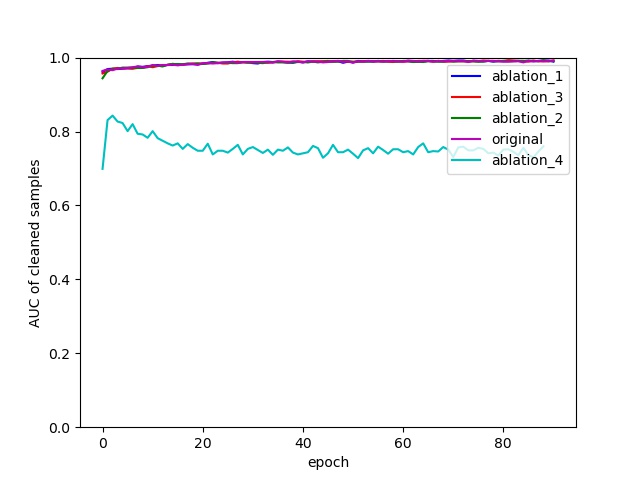 1.0
0.8
0.6
0.4
0.2
0.0
AUC of cleaned samples
0 20 40 60 80
epoch
ablation_1
ablation_3
ablation_2
original
ablation_4